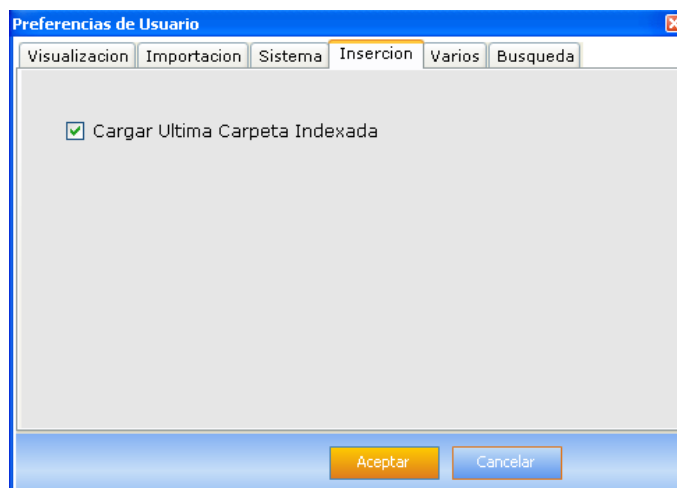 Preferencias de Usuario
Visualizacion Importacion Sistema Insercion Varios Busqueda
Cargar Ultima Carpeta Indexada
Aceptar Cancelar